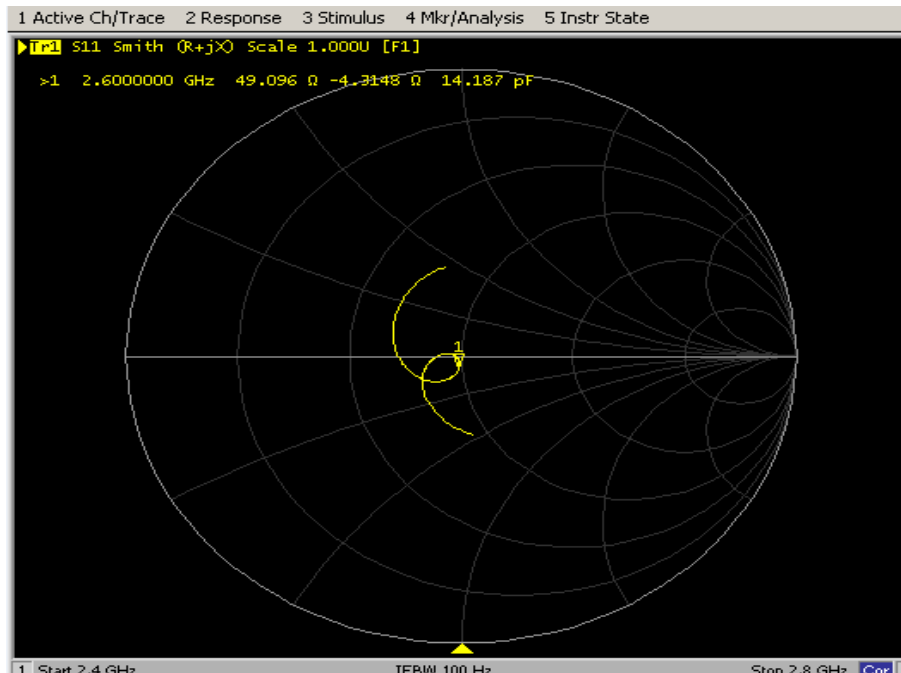 1 Active Ch/Trace 2 Response 3 Stimulus 4 Mkr/Analysis 5 Instr State
Tr1 S11 Smith (R+jX) Scale 1.000U [F1]
>1 2.6000000 GHz 49.096 Ω -4.3148 Ω 14.187 pF
1
1 Start 2.4 GHz IFBW 100 Hz Stop 2.8 GHz Cor